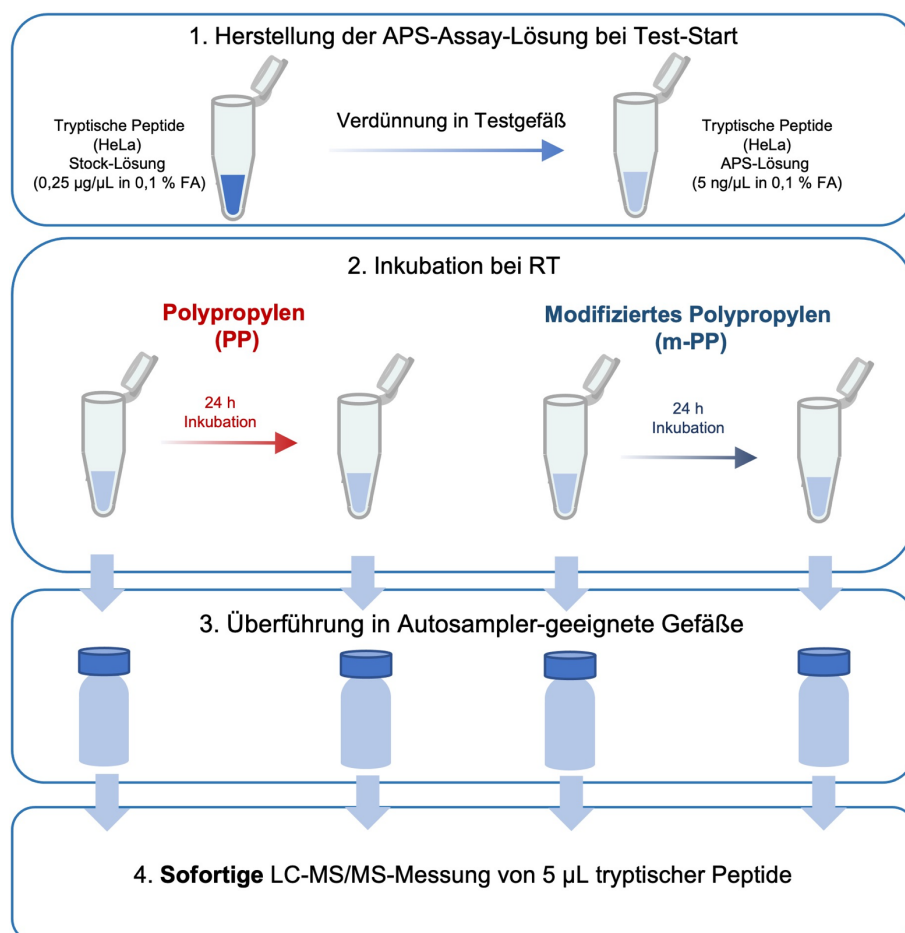 1. Herstellung der APS-Assay-Lösung bei Test-Start
Tryptische Peptide
(HeLa)
Stock-Lösung
(0,25 µg/µL in 0,1 % FA)
Verdünnung in Testgefäß
Tryptische Peptide
(HeLa)
APS-Lösung
(5 ng/µL in 0,1 % FA)
2. Inkubation bei RT
Polypropylen
(PP)
24 h
Inkubation
Modifiziertes Polypropylen
(m-PP)
24 h
Inkubation
3. Überführung in Autosampler-geeignete Gefäße
4. Sofortige LC-MS/MS-Messung von 5 µL tryptischer Peptide